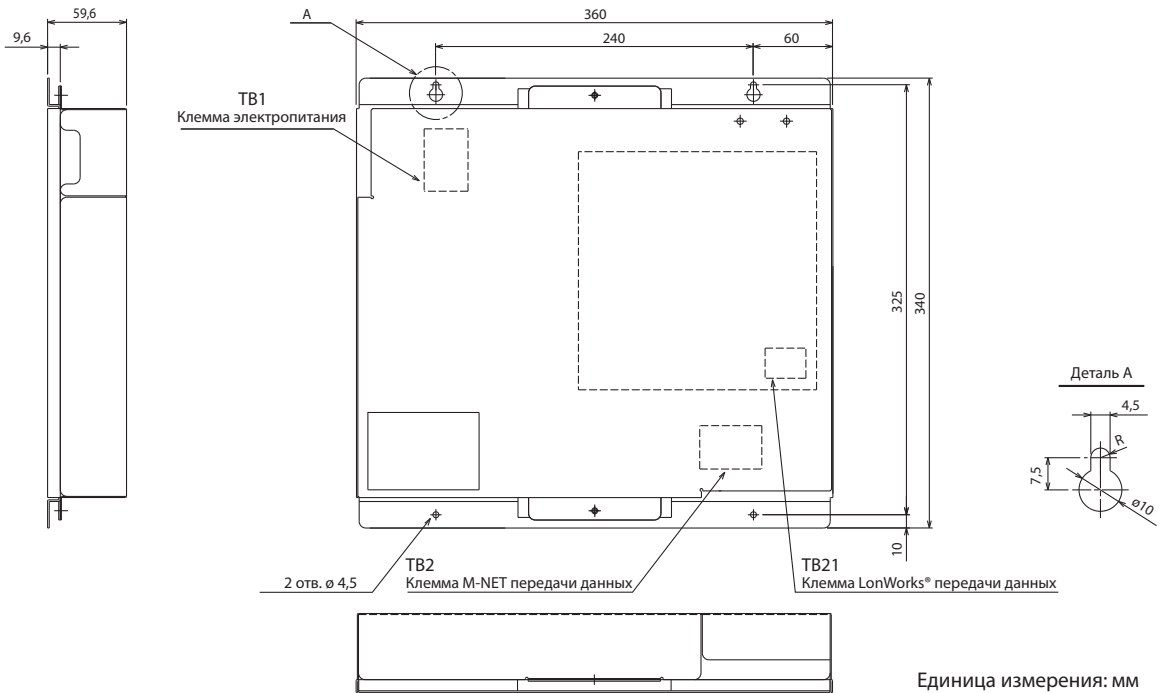 59,6
9,6
A
360
240
60
TB1
Клемма электропитания
325
340
10
Деталь A
4,5
R
7,5
ø10
2 отв. ø 4,5
TB2
Клемма M-NET передачи данных
TB21
Клемма LonWorks® передачи данных
Единица измерения: мм